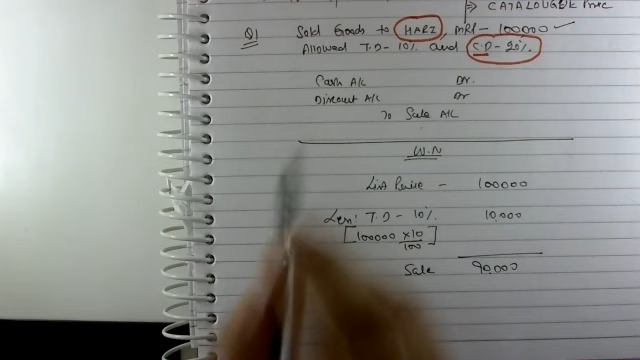 → CATALOUGUE Price
Q1 Sold Goods to HARI, MRP - 100000 ✓
Allowed T.D - 10% and C.D - 20%.
Cash A/c Dr.
Discount A/c Dr
To Sale A/c
W.N
List Price - 100000
Less: T.D - 10% 10,000
[100000 × 10
100]
Sale 90,000